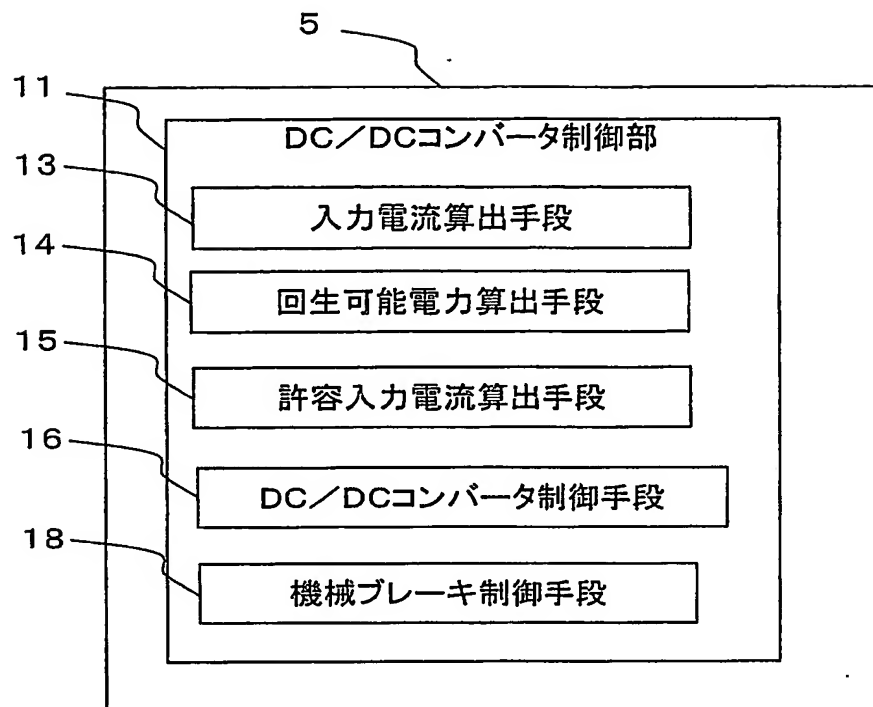 5
11
DC/DCコンバータ制御部
13
入力電流算出手段
14
回生可能電力算出手段
15
許容入力電流算出手段
16
DC/DCコンバータ制御手段
18
機械ブレーキ制御手段